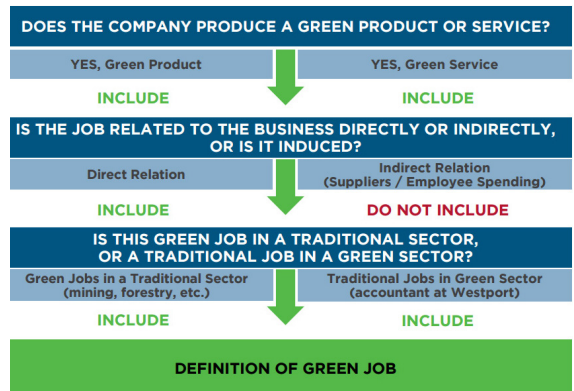 DOES THE COMPANY PRODUCE A GREEN PRODUCT OR SERVICE?
YES, Green Product
YES, Green Service
INCLUDE
INCLUDE
IS THE JOB RELATED TO THE BUSINESS DIRECTLY OR INDIRECTLY,
OR IS IT INDUCED?
Direct Relation
Indirect Relation
(Suppliers / Employee Spending)
INCLUDE
DO NOT INCLUDE
IS THIS GREEN JOB IN A TRADITIONAL SECTOR,
OR A TRADITIONAL JOB IN A GREEN SECTOR?
Green Jobs in a Traditional Sector
(mining, forestry, etc.)
Traditional Jobs in Green Sector
(accountant at Westport)
INCLUDE
INCLUDE
DEFINITION OF GREEN JOB